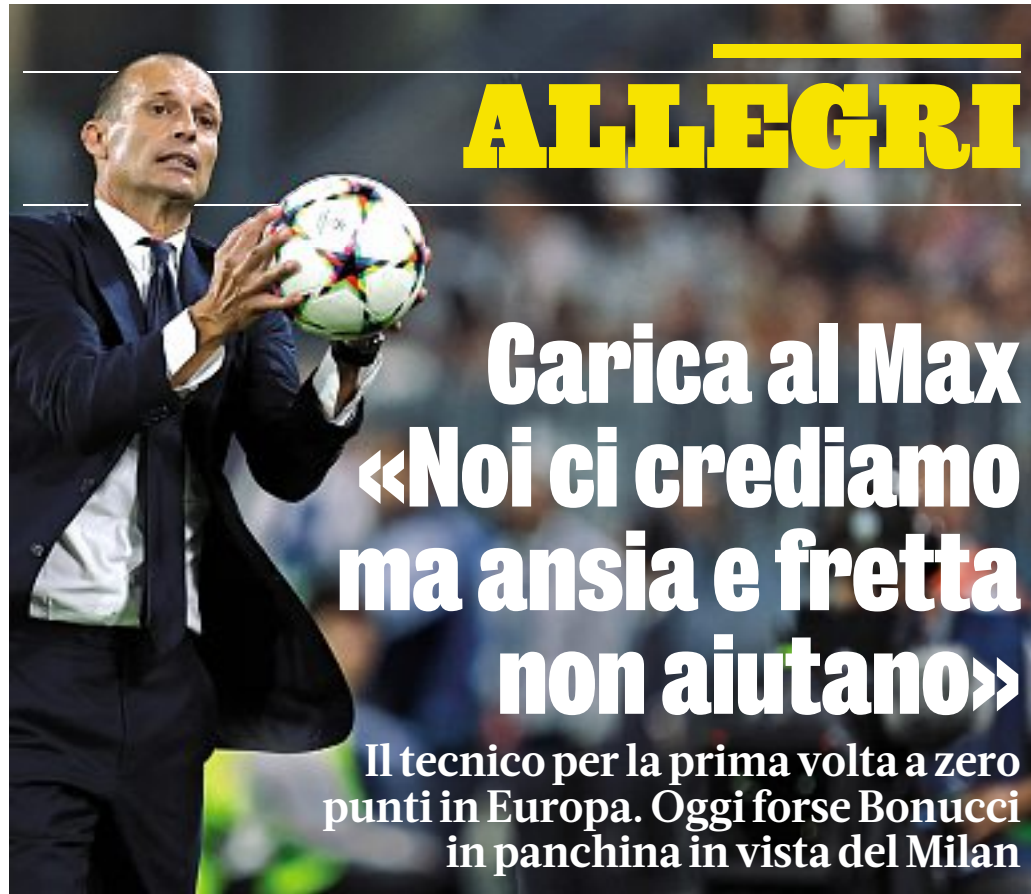 ALLEGRI
Carica al Max
«Noi ci crediamo
ma ansia e fretta
non aiutano»
Il tecnico per la prima volta a zero
punti in Europa. Oggi forse Bonucci
in panchina in vista del Milan